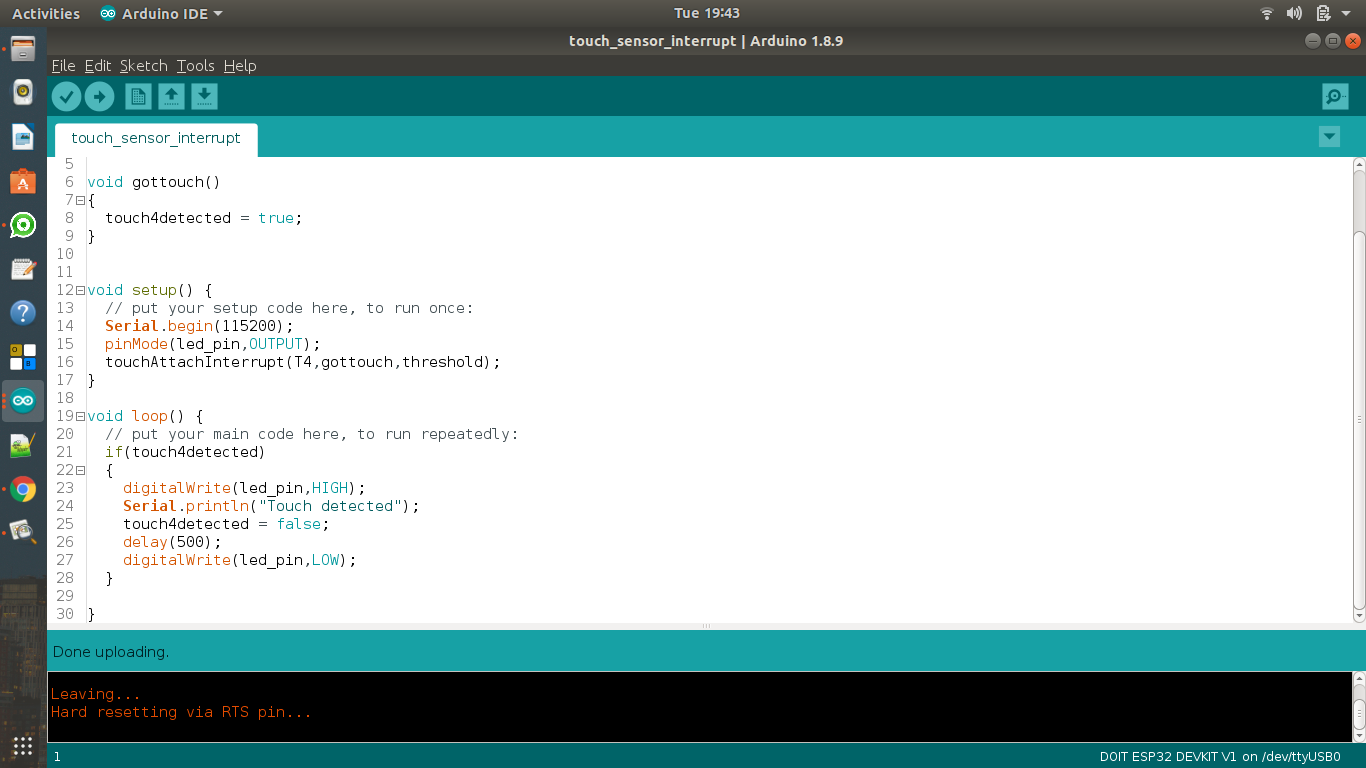 Activities Arduino IDE Tue 19:43
touch_sensor_interrupt | Arduino 1.8.9
File Edit Sketch Tools Help
touch_sensor_interrupt
5
6 void gottouch()
7 {
8 touch4detected = true;
9 }
10
11
12 void setup() {
13 // put your setup code here, to run once:
14 Serial.begin(115200);
15 pinMode(led_pin,OUTPUT);
16 touchAttachInterrupt(T4,gottouch,threshold);
17 }
18
19 void loop() {
20 // put your main code here, to run repeatedly:
21 if(touch4detected)
22 {
23 digitalWrite(led_pin,HIGH);
24 Serial.println("Touch detected");
25 touch4detected = false;
26 delay(500);
27 digitalWrite(led_pin,LOW);
28 }
29
30 }
Done uploading.
Leaving...
Hard resetting via RTS pin...
1 DOIT ESP32 DEVKIT V1 on /dev/ttyUSB0